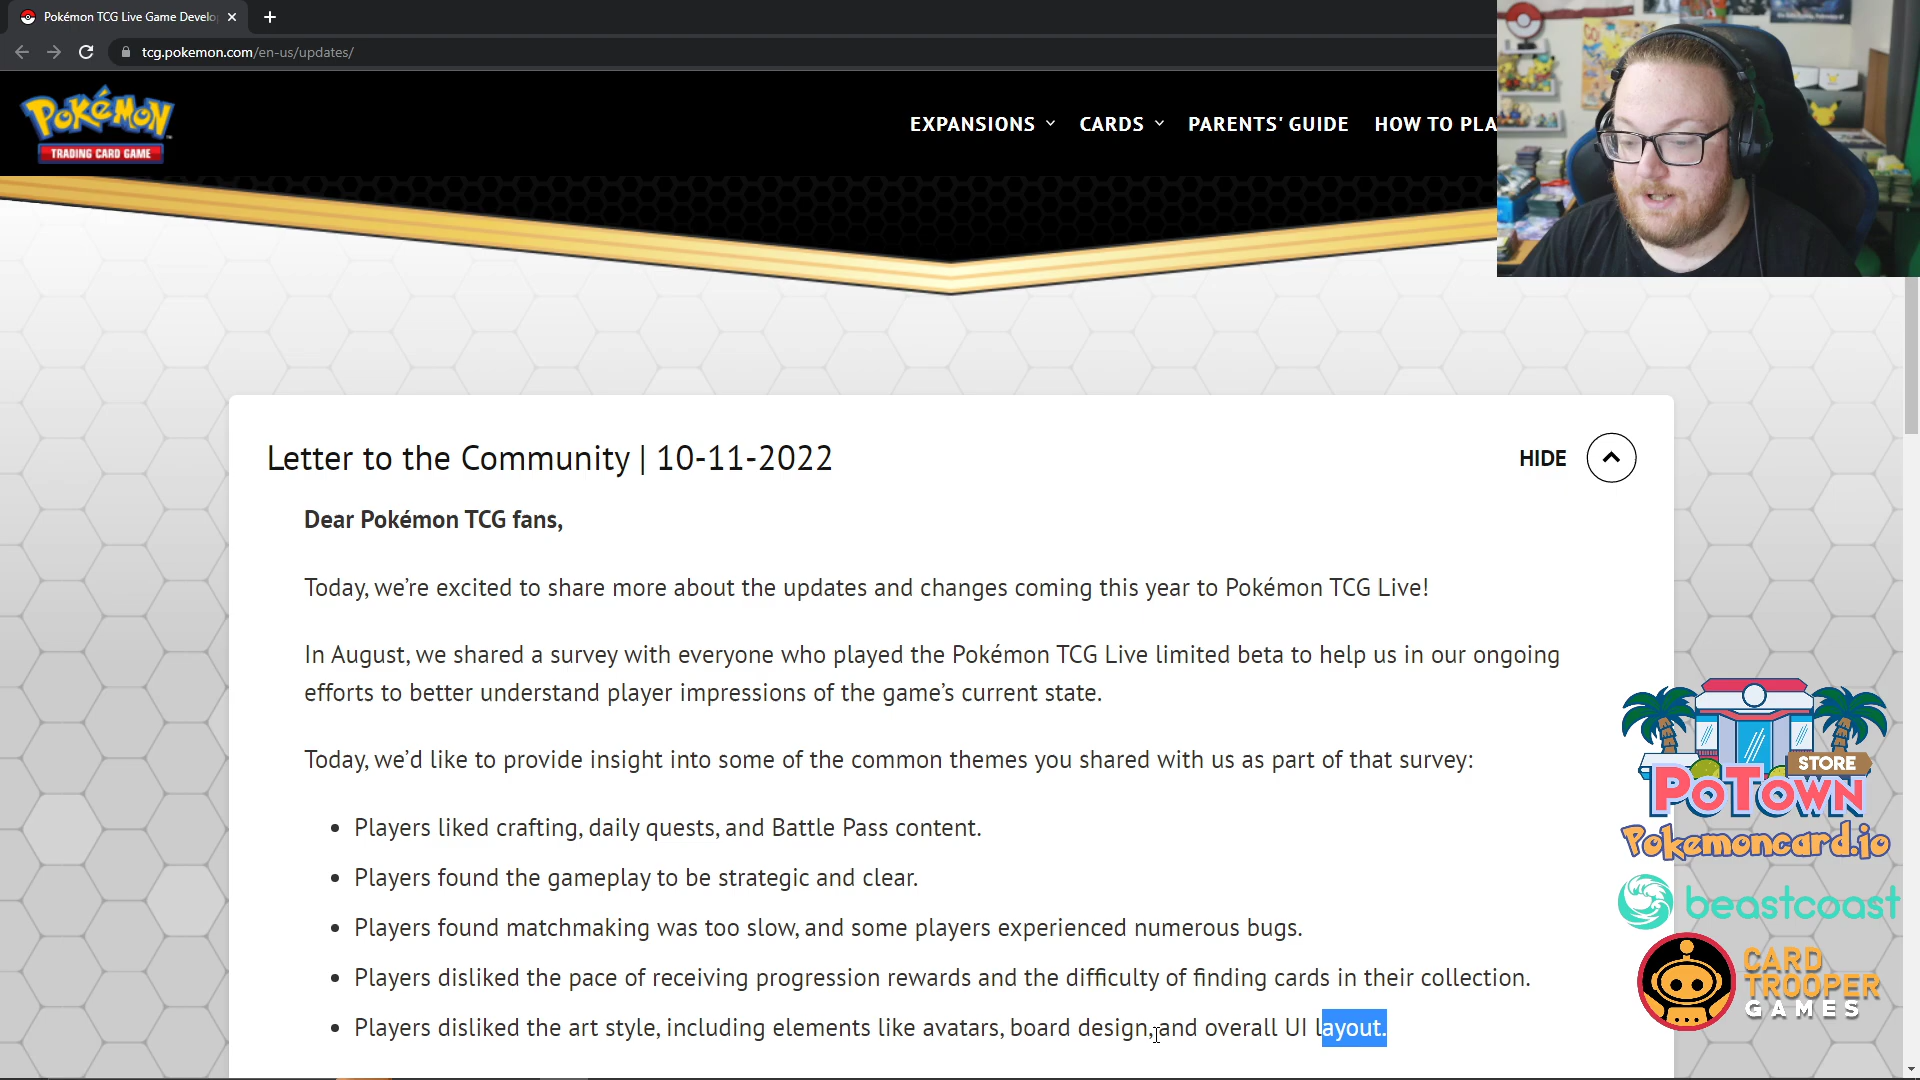 Pokémon TCG Live Game Develo
tcg.pokemon.com/en-us/updates/
POKéMON
TRADING CARD GAME
EXPANSIONS
CARDS
PARENTS' GUIDE
HOW TO PLA
Letter to the Community | 10-11-2022
HIDE
Dear Pokémon TCG fans,
Today, we’re excited to share more about the updates and changes coming this year to Pokémon TCG Live!
In August, we shared a survey with everyone who played the Pokémon TCG Live limited beta to help us in our ongoing
efforts to better understand player impressions of the game’s current state.
Today, we’d like to provide insight into some of the common themes you shared with us as part of that survey:
• Players liked crafting, daily quests, and Battle Pass content.
• Players found the gameplay to be strategic and clear.
• Players found matchmaking was too slow, and some players experienced numerous bugs.
• Players disliked the pace of receiving progression rewards and the difficulty of finding cards in their collection.
• Players disliked the art style, including elements like avatars, board design, and overall UI layout.
STORE
POTOWN
Pokemoncard.io
beastcoast
CARD
TROOPER
GAMES